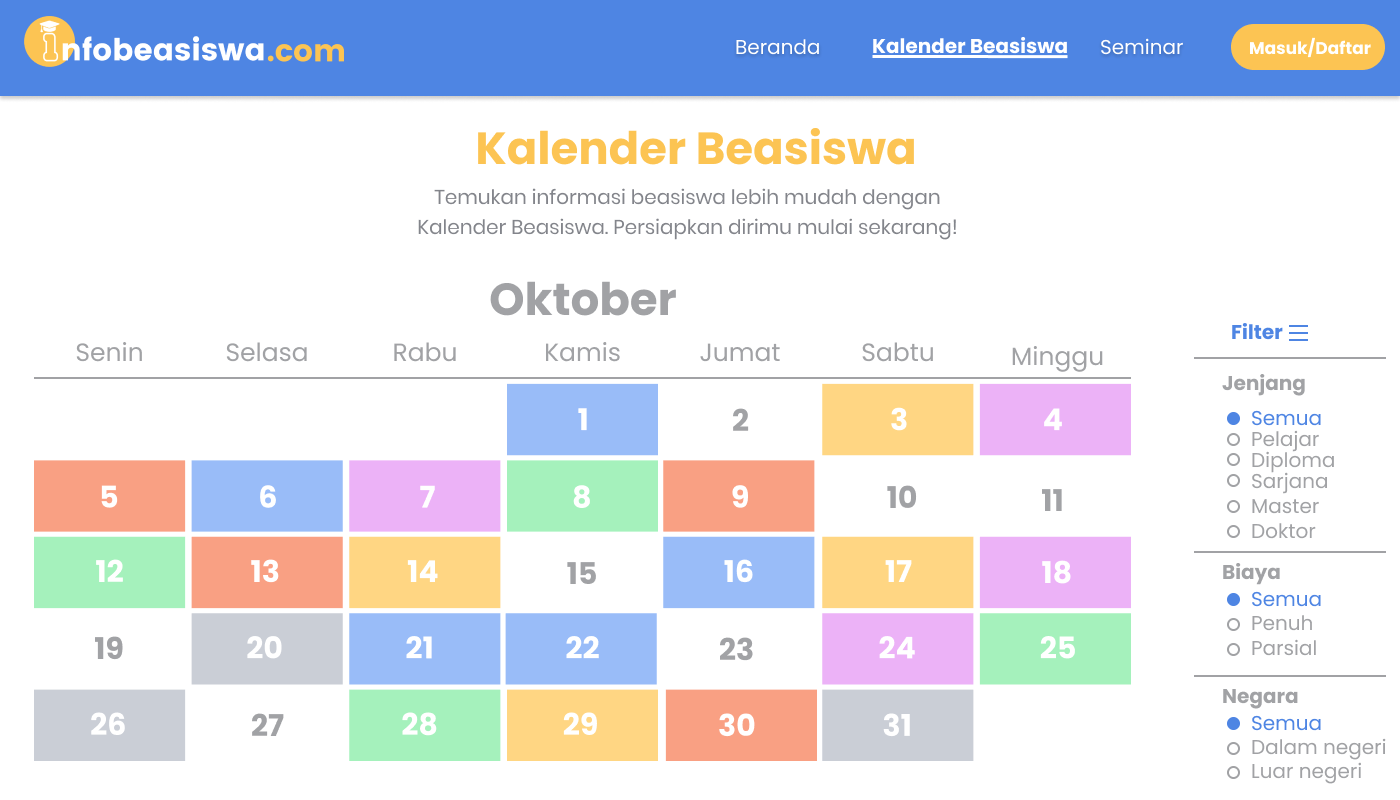 Infobeasiswa.com
Beranda Kalender Beasiswa Seminar Masuk/Daftar
Kalender Beasiswa
Temukan informasi beasiswa lebih mudah dengan
Kalender Beasiswa. Persiapkan dirimu mulai sekarang!
Oktober
Senin Selasa Rabu Kamis Jumat Sabtu Minggu
1 2 3 4
5 6 7 8 9 10 11
12 13 14 15 16 17 18
19 20 21 22 23 24 25
26 27 28 29 30 31
Filter
Jenjang
Semua
Pelajar
Diploma
Sarjana
Master
Doktor
Biaya
Semua
Penuh
Parsial
Negara
Semua
Dalam negeri
Luar negeri